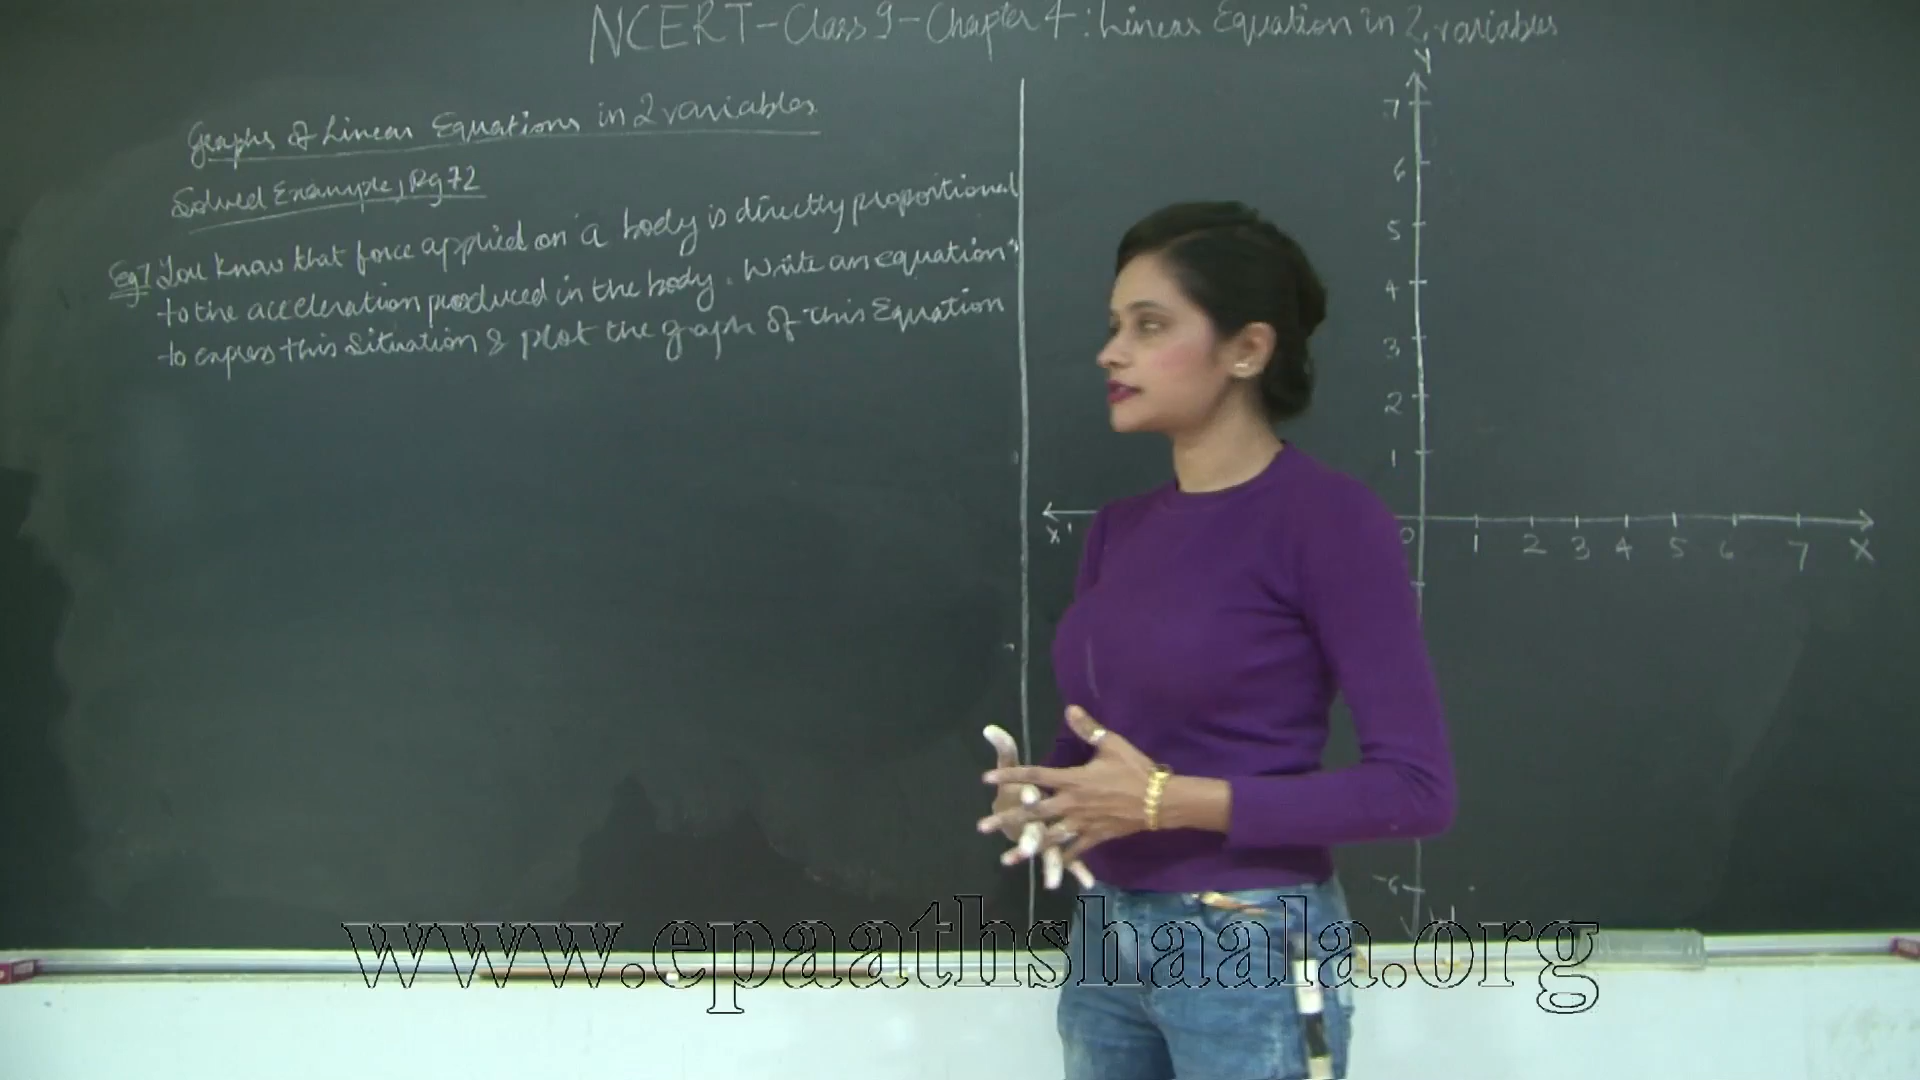 NCERT-Class 9-Chapter 4: Linear Equation in 2 variables
Graphs of Linear Equations in 2 variables
Solved Example, Pg 72
Eg7 You know that force applied on a body is directly proportional
to the acceleration produced in the body. Write an equation
to express this situation & plot the graph of this Equation
Y
7
6
5
4
3
2
1
X' 0 1 2 3 4 5 6 7 X
-6
www.epaathshaala.org